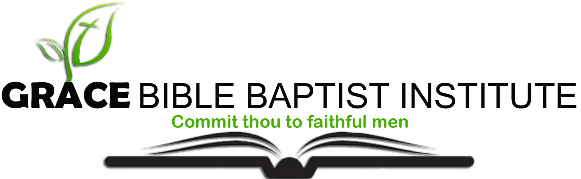 GRACE BIBLE BAPTIST INSTITUTE
Commit thou to faithful men